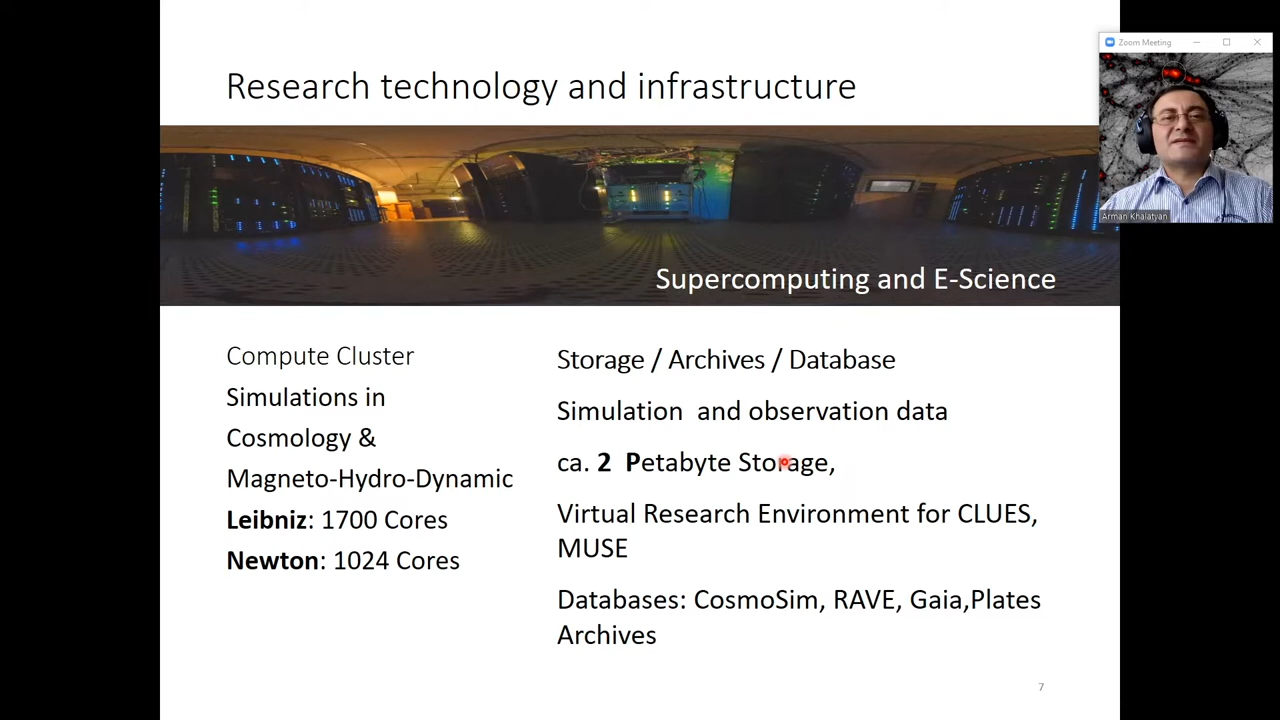 Research technology and infrastructure
Zoom Meeting
Arman Khalatyan
Supercomputing and E-Science
Compute Cluster
Simulations in
Cosmology &
Magneto-Hydro-Dynamic
Leibniz: 1700 Cores
Newton: 1024 Cores
Storage / Archives / Database
Simulation  and observation data
ca. 2  Petabyte Storage,
Virtual Research Environment for CLUES,
MUSE
Databases: CosmoSim, RAVE, Gaia,Plates
Archives
7